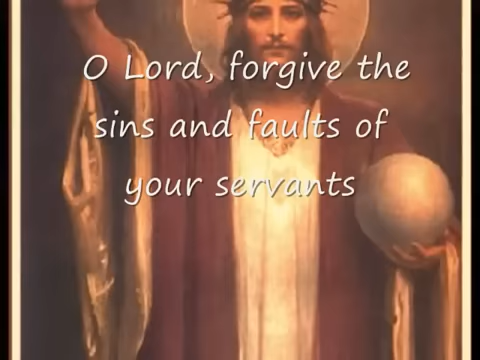 O Lord, forgive the
sins and faults of
your servants